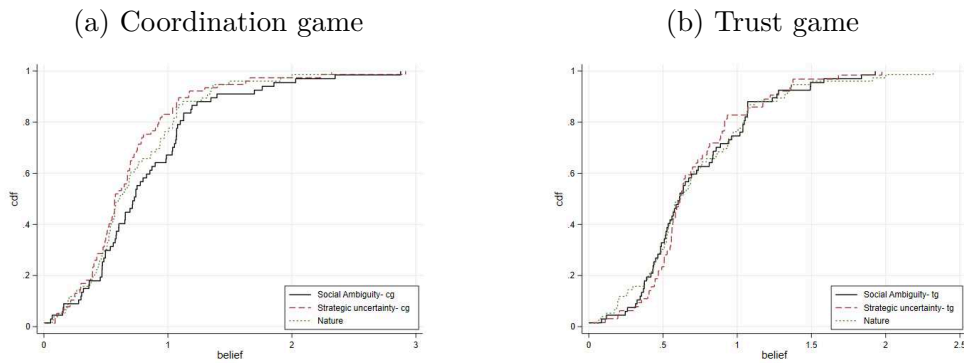 (a) Coordination game
(b) Trust game
1
.8
.6
.4
.2
0
cdf
0
1
2
3
belief
Social Ambiguity- cg
Strategic uncertainty- cg
Nature
1
.8
.6
.4
.2
0
cdf
0
.5
1
1.5
2
2.5
belief
Social Ambiguity- tg
Strategic uncertainty- tg
Nature